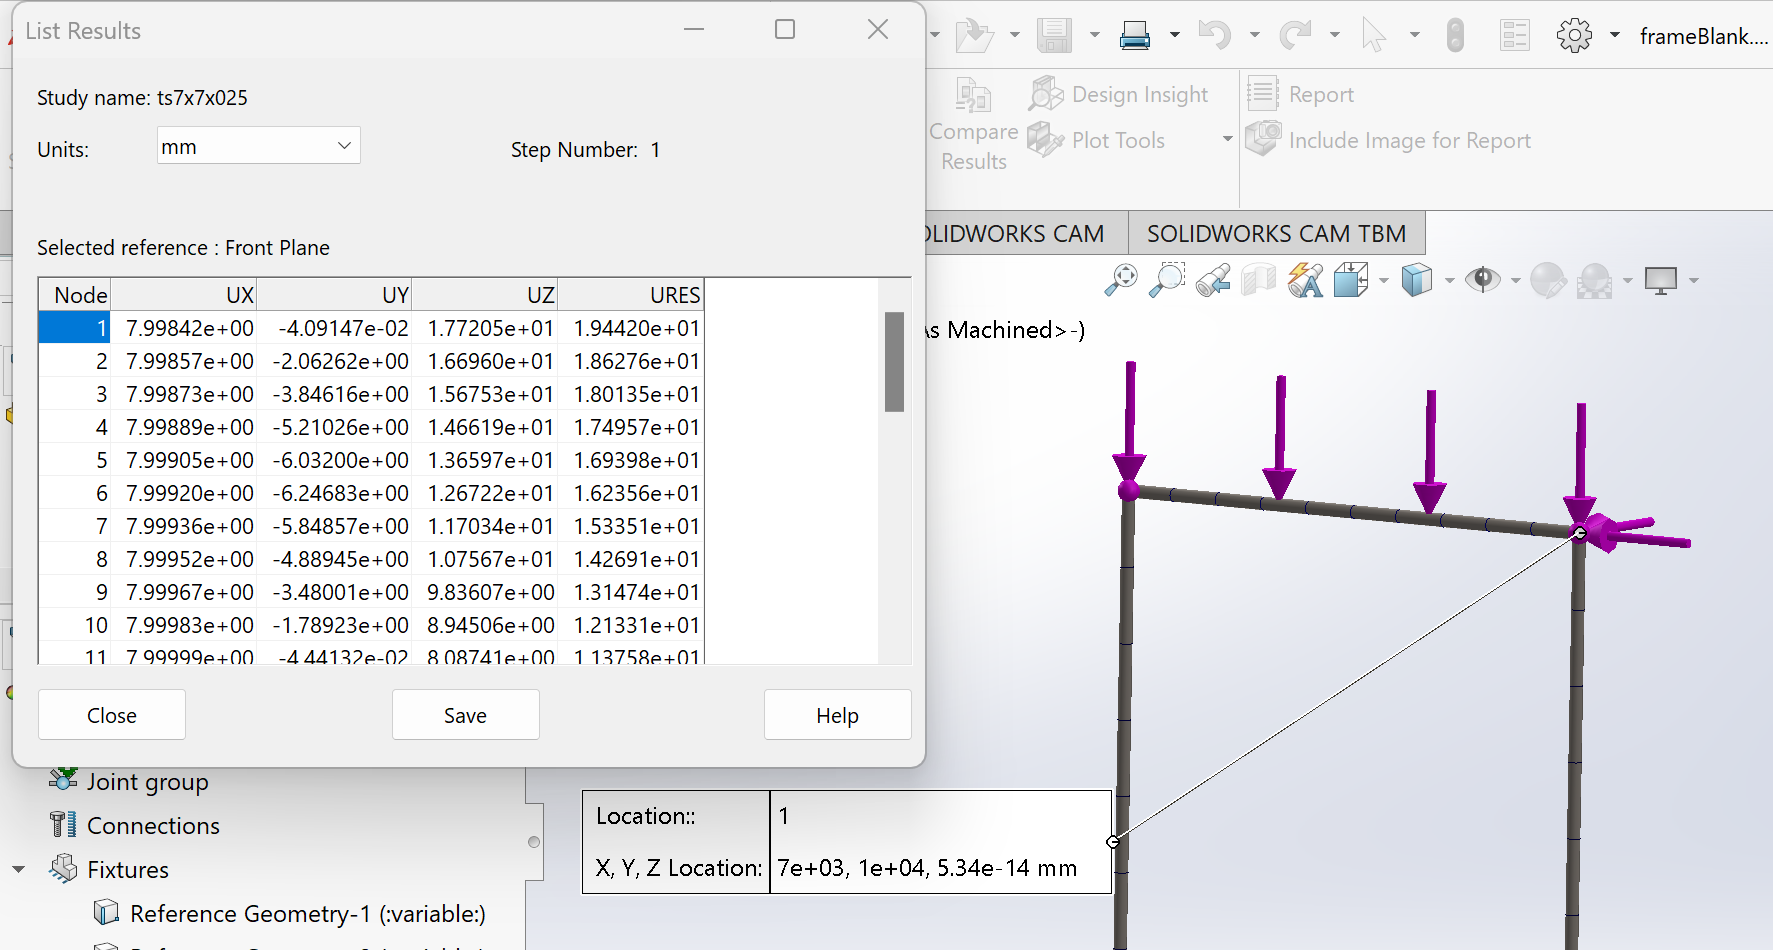 List Results
Study name: ts7x7x025
Units: mm Step Number: 1
Selected reference : Front Plane
Node UX UY UZ URES
1 7.99842e+00 -4.09147e-02 1.77205e+01 1.94420e+01
2 7.99857e+00 -2.06262e+00 1.66960e+01 1.86276e+01
3 7.99873e+00 -3.84616e+00 1.56753e+01 1.80135e+01
4 7.99889e+00 -5.21026e+00 1.46619e+01 1.74957e+01
5 7.99905e+00 -6.03200e+00 1.36597e+01 1.69398e+01
6 7.99920e+00 -6.24683e+00 1.26722e+01 1.62356e+01
7 7.99936e+00 -5.84857e+00 1.17034e+01 1.53351e+01
8 7.99952e+00 -4.88945e+00 1.07567e+01 1.42691e+01
9 7.99967e+00 -3.48001e+00 9.83607e+00 1.31474e+01
10 7.99983e+00 -1.78923e+00 8.94506e+00 1.21331e+01
11 7.99999e+00 -4.44132e-02 8.08741e+00 1.13758e+01
Close Save Help
frameBlank....
Compare Results
Design Insight
Plot Tools
Report
Include Image for Report
SOLIDWORKS CAM SOLIDWORKS CAM TBM
As Machined>-)
Location:: 1
X, Y, Z Location: 7e+03, 1e+04, 5.34e-14 mm
Joint group
Connections
Fixtures
Reference Geometry-1 (:variable:)